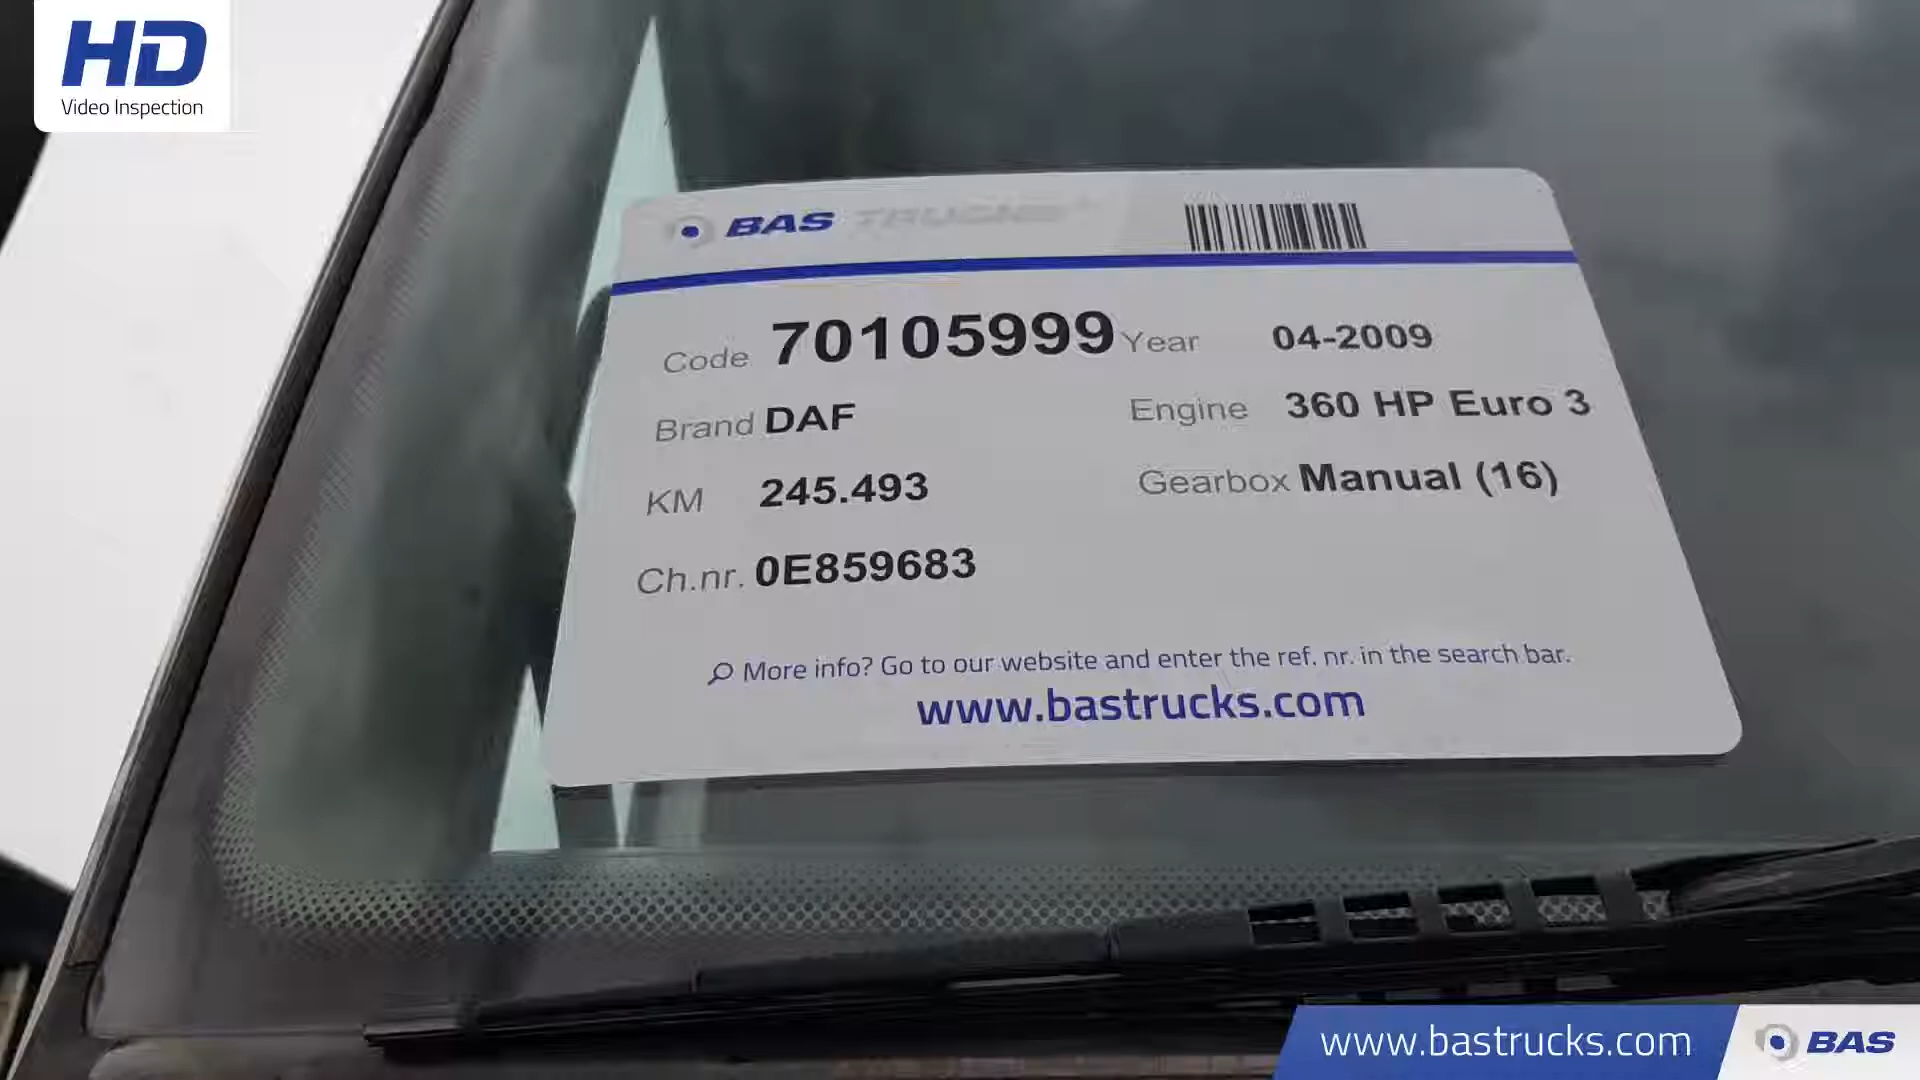 HD
Video Inspection
BAS TRUCKS
Code 70105999 Year 04-2009
Brand DAF Engine 360 HP Euro 3
KM 245.493 Gearbox Manual (16)
Ch.nr. 0E859683
More info? Go to our website and enter the ref. nr. in the search bar.
www.bastrucks.com
www.bastrucks.com BAS